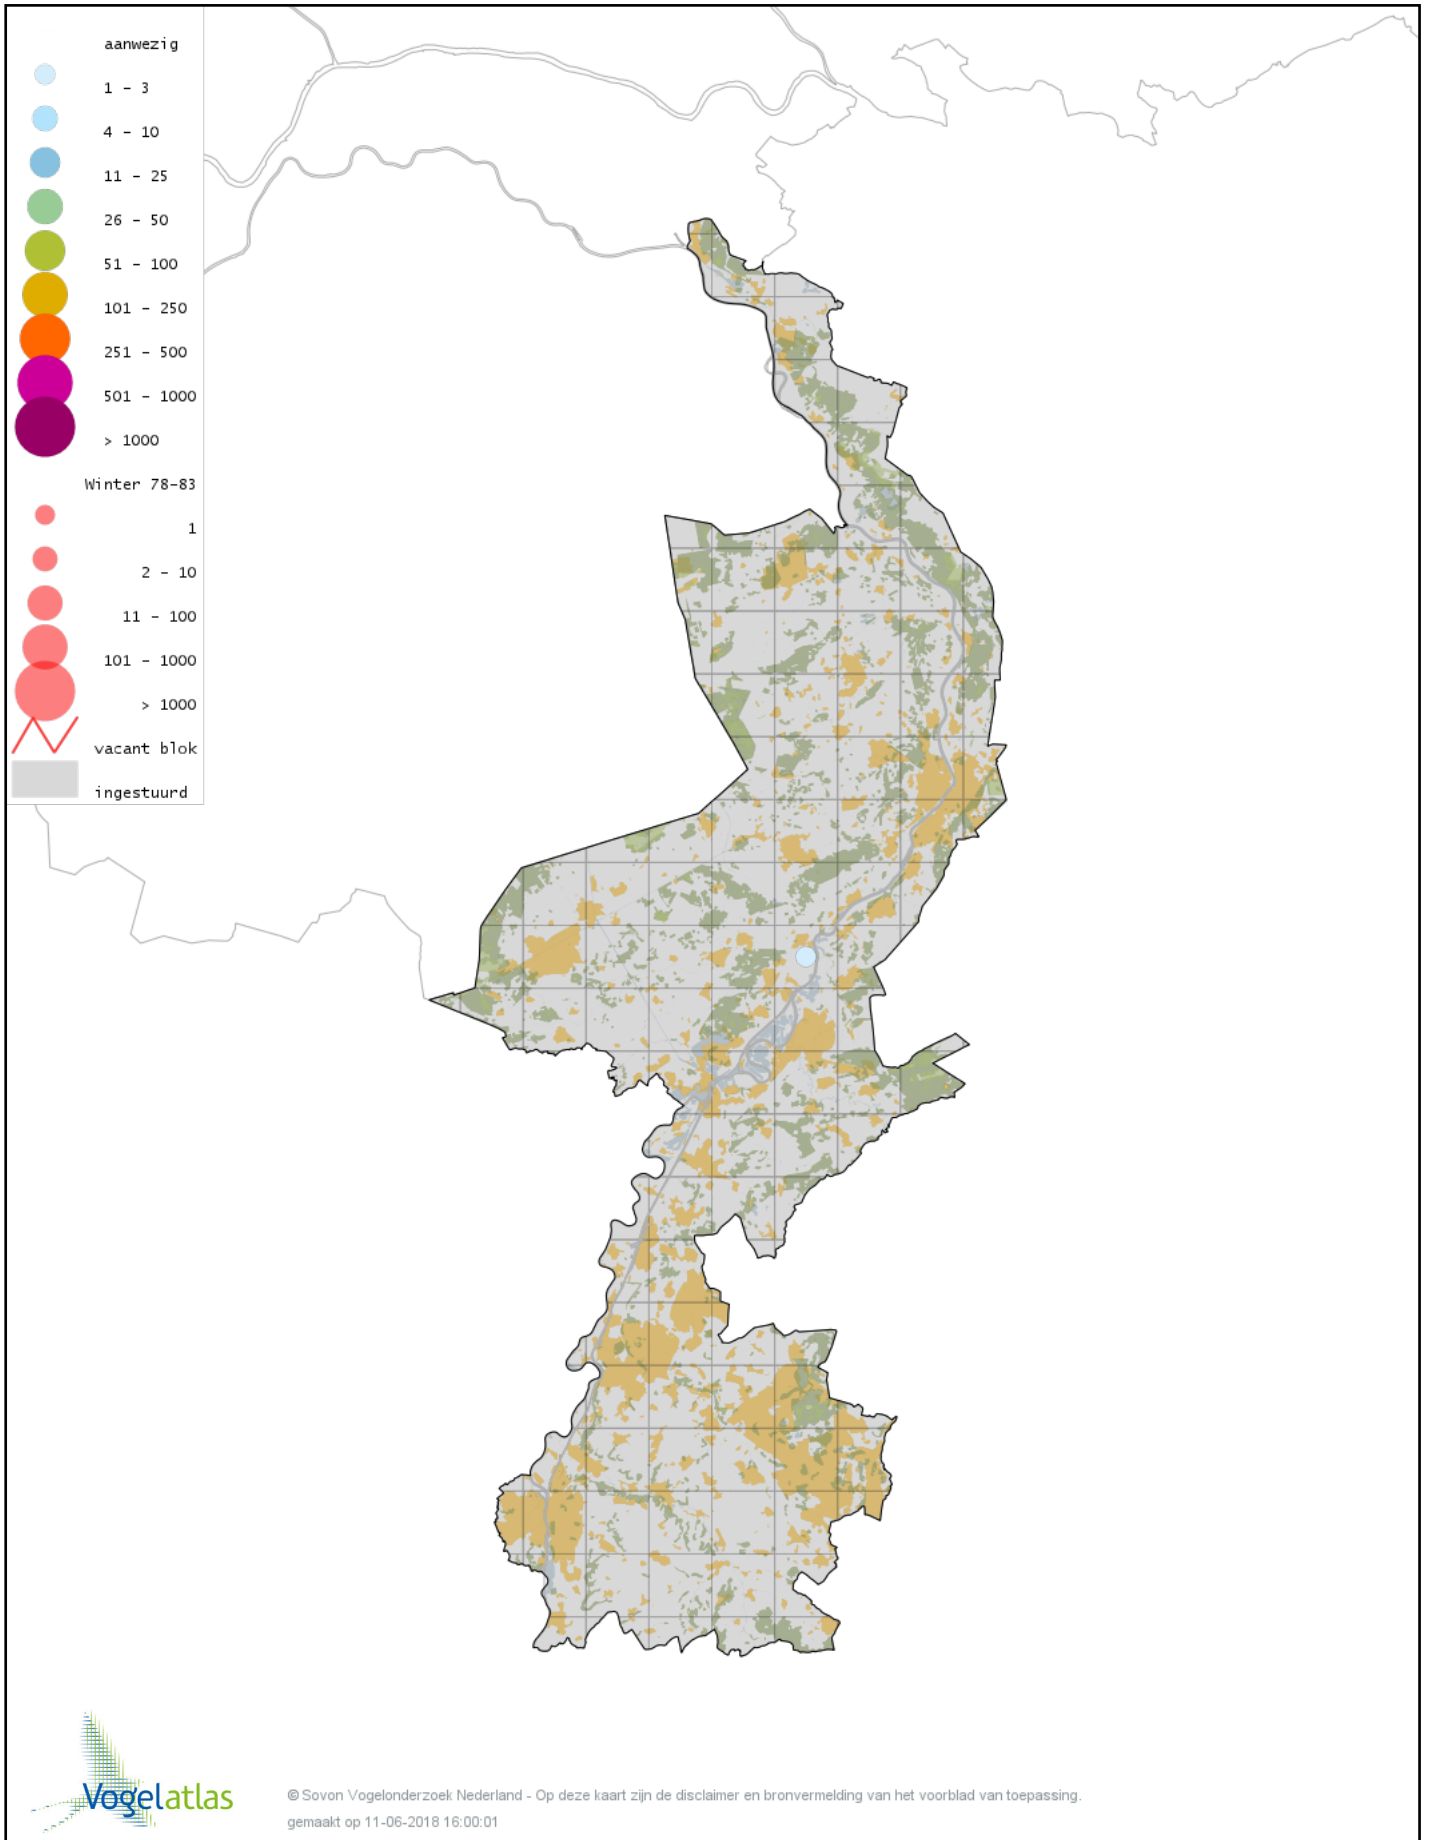 aanwezig
1 – 3
4 – 10
11 – 25
26 – 50
51 – 100
101 – 250
251 – 500
501 – 1000
> 1000
Winter 78-83
1
2 – 10
11 – 100
101 – 1000
> 1000
vacant blok
ingestuurd
Vogelatlas
© Sovon Vogelonderzoek Nederland - Op deze kaart zijn de disclaimer en bronvermelding van het voorblad van toepassing.
gemaakt op 11-06-2018 16:00:01